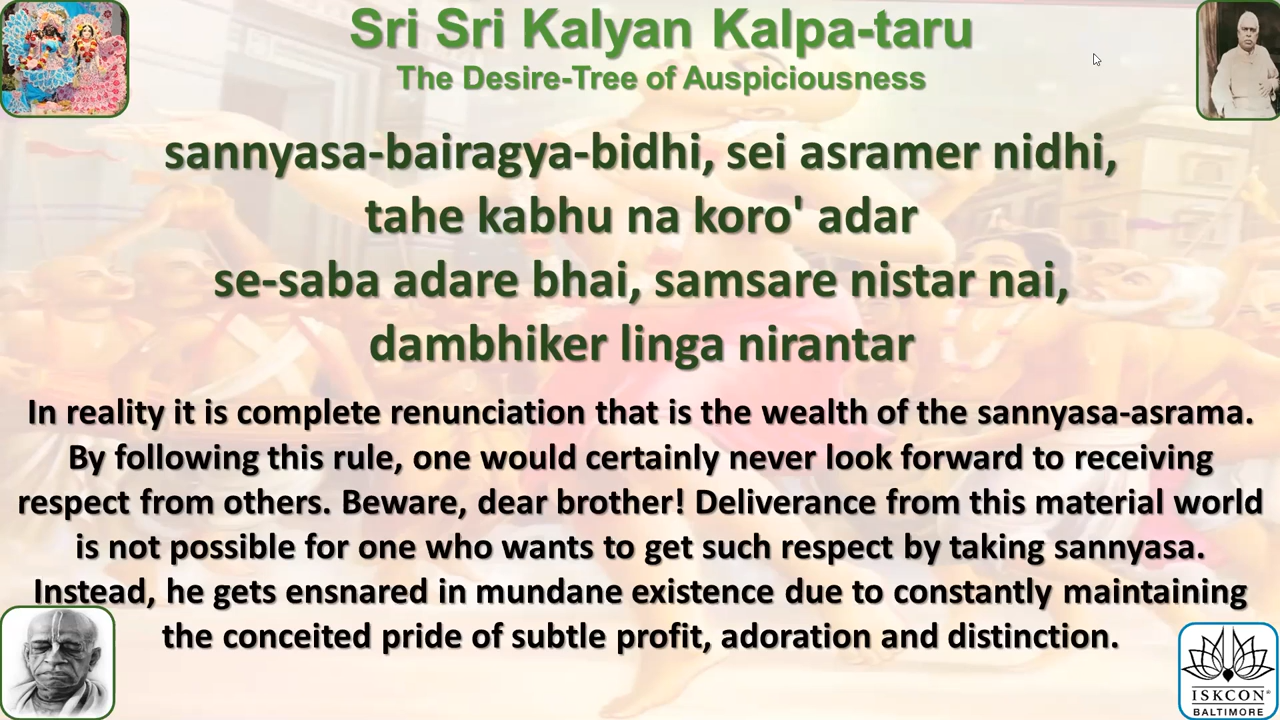 Sri Sri Kalyan Kalpa-taru
The Desire-Tree of Auspiciousness
sannyasa-bairagya-bidhi, sei asramer nidhi,
tahe kabhu na koro' adar
se-saba adare bhai, samsare nistar nai,
dambhiker linga nirantar
In reality it is complete renunciation that is the wealth of the sannyasa-asrama.
By following this rule, one would certainly never look forward to receiving
respect from others. Beware, dear brother! Deliverance from this material world
is not possible for one who wants to get such respect by taking sannyasa.
Instead, he gets ensnared in mundane existence due to constantly maintaining
the conceited pride of subtle profit, adoration and distinction.
ISKCON®
BALTIMORE